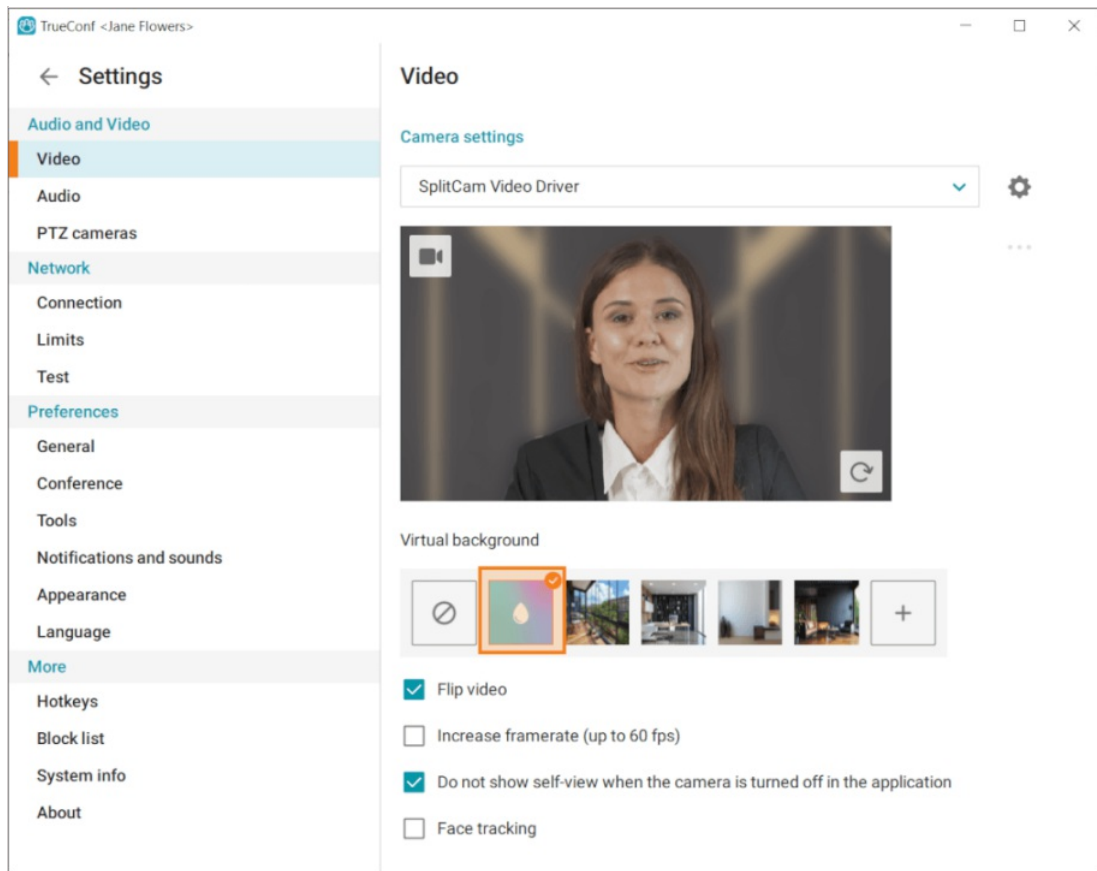 TrueConf <Jane Flowers>
Settings
Audio and Video
Video
Audio
PTZ cameras
Network
Connection
Limits
Test
Preferences
General
Conference
Tools
Notifications and sounds
Appearance
Language
More
Hotkeys
Block list
System info
About
Video
Camera settings
SplitCam Video Driver
Virtual background
Flip video
Increase framerate (up to 60 fps)
Do not show self-view when the camera is turned off in the application
Face tracking